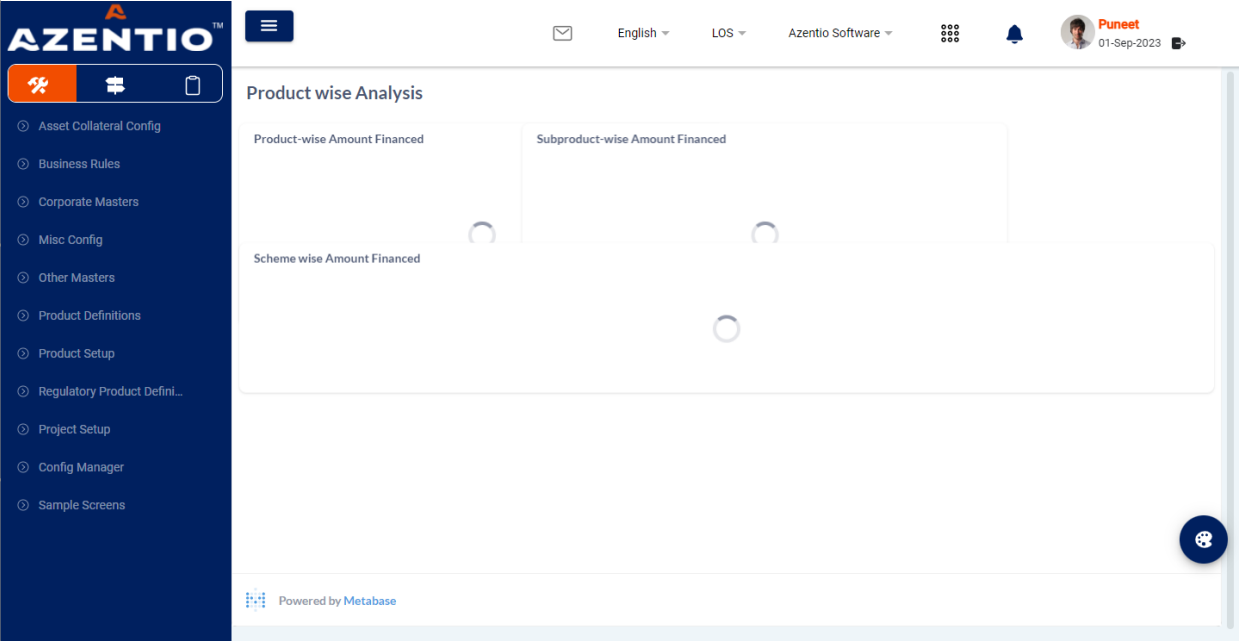 AZENTIO™
English
LOS
Azentio Software
Puneet
01-Sep-2023
Asset Collateral Config
Business Rules
Corporate Masters
Misc Config
Other Masters
Product Definitions
Product Setup
Regulatory Product Defini...
Project Setup
Config Manager
Sample Screens
Product wise Analysis
Product-wise Amount Financed
Subproduct-wise Amount Financed
Scheme wise Amount Financed
Powered by Metabase